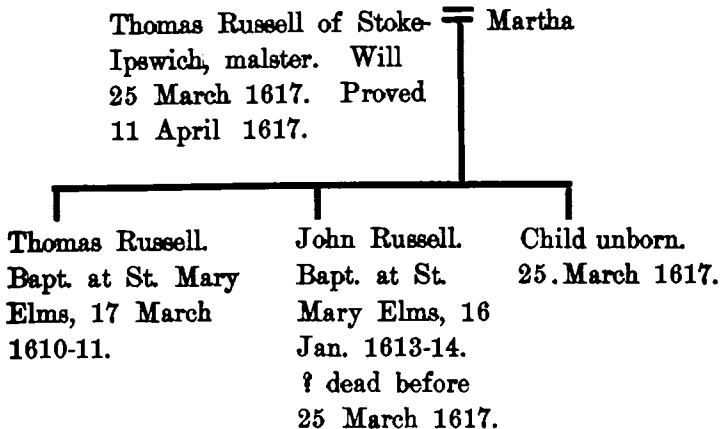 Thomas Russell of Stoke- = Martha
Ipswich, malster. Will
25 March 1617. Proved
11 April 1617.
Thomas Russell.
Bapt. at St. Mary
Elms, 17 March
1610-11.
John Russell.
Bapt. at St.
Mary Elms, 16
Jan. 1613-14.
? dead before
25 March 1617.
Child unborn.
25. March 1617.